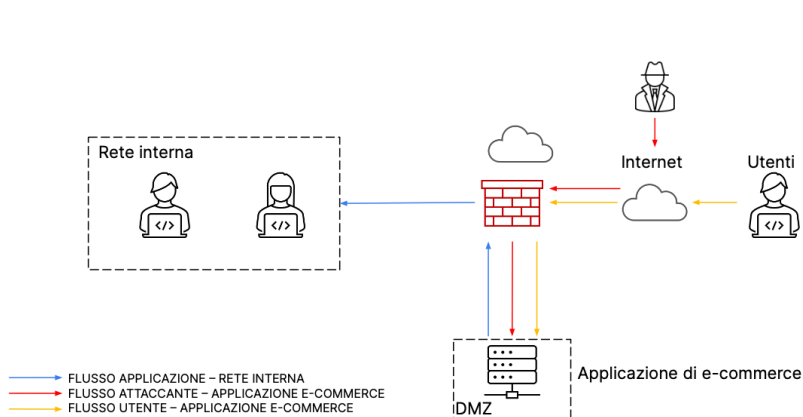 Rete interna
Internet
Utenti
</>
</>
</>
Applicazione di e-commerce
DMZ
FLUSSO APPLICAZIONE – RETE INTERNA
FLUSSO ATTACCANTE – APPLICAZIONE E-COMMERCE
FLUSSO UTENTE – APPLICAZIONE E-COMMERCE